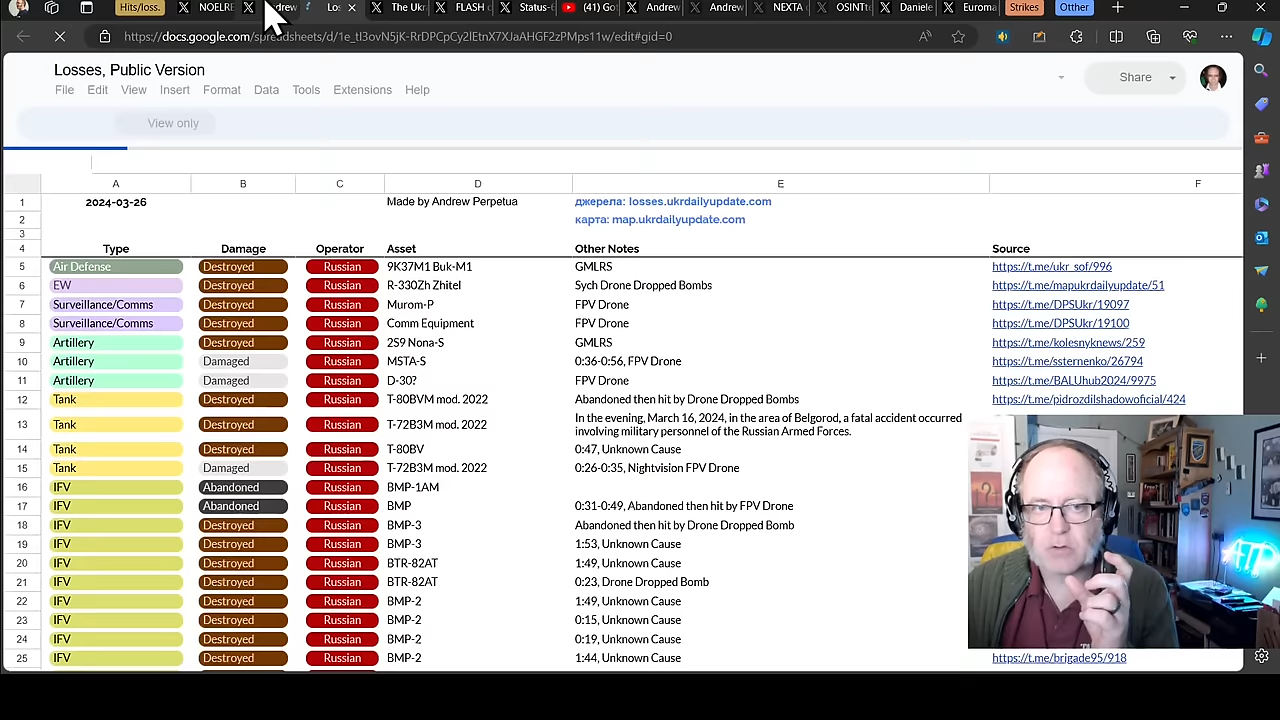 Hits/loss.
NOELRE
ndrew
Los
The Ukr
FLASH (
Status-6
(41) Go
Andrew
Andrew
NEXTA (
OSINTte
Daniele
Euroma
Strikes
Otther
https://docs.google.com/spreadsheets/d/1e_tI3ovN5jK-RrDPCpCy2lEtnX7XJaAHGF2zPMps11w/edit#gid=0
Losses, Public Version
File Edit View Insert Format Data Tools Extensions Help
Share
View only
A B C D E F
1 2024-03-26 Made by Andrew Perpetua джерела: losses.ukrdailyupdate.com
2 карта: map.ukrdailyupdate.com
3
4 Type Damage Operator Asset Other Notes Source
5 Air Defense Destroyed Russian 9K37M1 Buk-M1 GMLRS https://t.me/ukr_sof/996
6 EW Destroyed Russian R-330Zh Zhitel Sych Drone Dropped Bombs https://t.me/mapukrdailyupdate/51
7 Surveillance/Comms Destroyed Russian Murom-P FPV Drone https://t.me/DPSUkr/19097
8 Surveillance/Comms Destroyed Russian Comm Equipment FPV Drone https://t.me/DPSUkr/19100
9 Artillery Destroyed Russian 2S9 Nona-S GMLRS https://t.me/kolesnyknews/259
10 Artillery Damaged Russian MSTA-S 0:36-0:56, FPV Drone https://t.me/ssternenko/26794
11 Artillery Damaged Russian D-30? FPV Drone https://t.me/BALUhub2024/9975
12 Tank Destroyed Russian T-80BVM mod. 2022 Abandoned then hit by Drone Dropped Bombs https://t.me/pidrozdilshadowoficial/424
13 Tank Destroyed Russian T-72B3M mod. 2022 In the evening, March 16, 2024, in the area of Belgorod, a fatal accident occurred
involving military personnel of the Russian Armed Forces.
14 Tank Destroyed Russian T-80BV 0:47, Unknown Cause
15 Tank Damaged Russian T-72B3M mod. 2022 0:26-0:35, Nightvision FPV Drone
16 IFV Abandoned Russian BMP-1AM
17 IFV Abandoned Russian BMP 0:31-0:49, Abandoned then hit by FPV Drone
18 IFV Destroyed Russian BMP-3 Abandoned then hit by Drone Dropped Bomb
19 IFV Destroyed Russian BMP-3 1:53, Unknown Cause
20 IFV Destroyed Russian BTR-82AT 1:49, Unknown Cause
21 IFV Destroyed Russian BTR-82AT 0:23, Drone Dropped Bomb
22 IFV Destroyed Russian BMP-2 1:49, Unknown Cause
23 IFV Destroyed Russian BMP-2 0:15, Unknown Cause
24 IFV Destroyed Russian BMP-2 0:19, Unknown Cause
25 IFV Destroyed Russian BMP-2 1:44, Unknown Cause https://t.me/brigade95/918